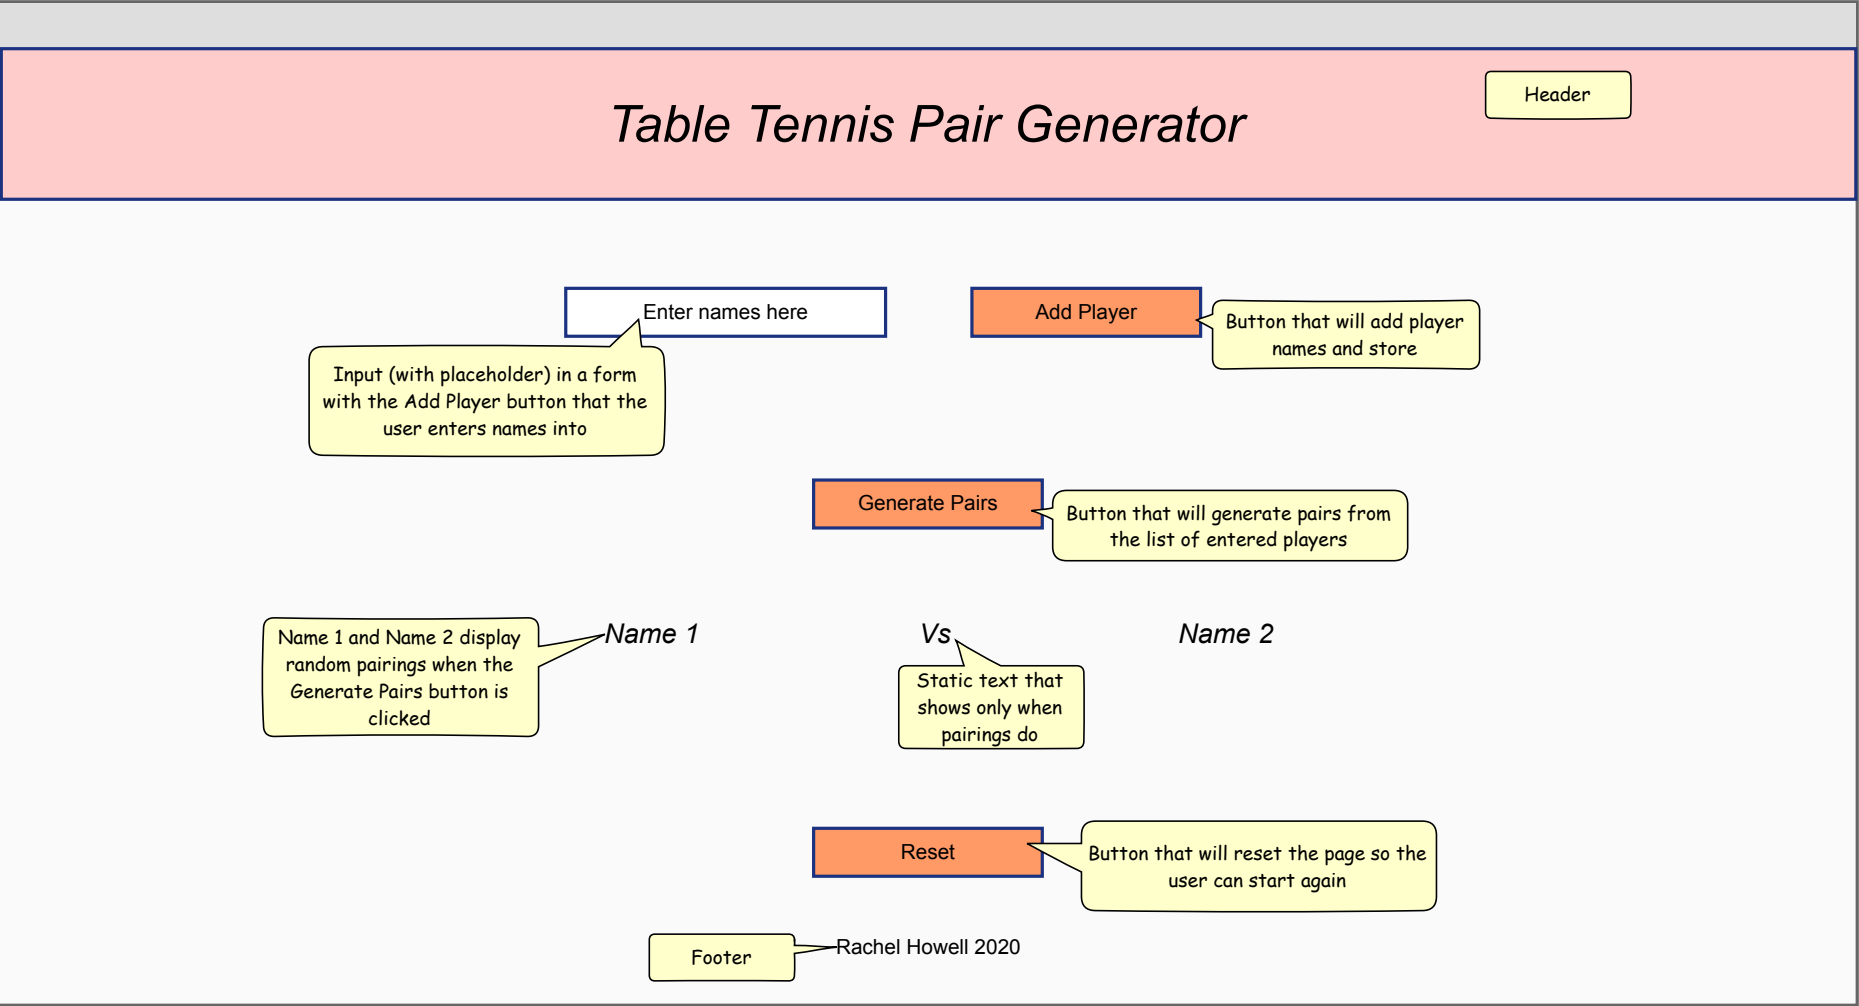 Header
Table Tennis Pair Generator
Enter names here
Add Player
Button that will add player
names and store
Input (with placeholder) in a form
with the Add Player button that the
user enters names into
Generate Pairs
Button that will generate pairs from
the list of entered players
Name 1 and Name 2 display
random pairings when the
Generate Pairs button is
clicked
Name 1
Vs
Name 2
Static text that
shows only when
pairings do
Reset
Button that will reset the page so the
user can start again
Footer
Rachel Howell 2020